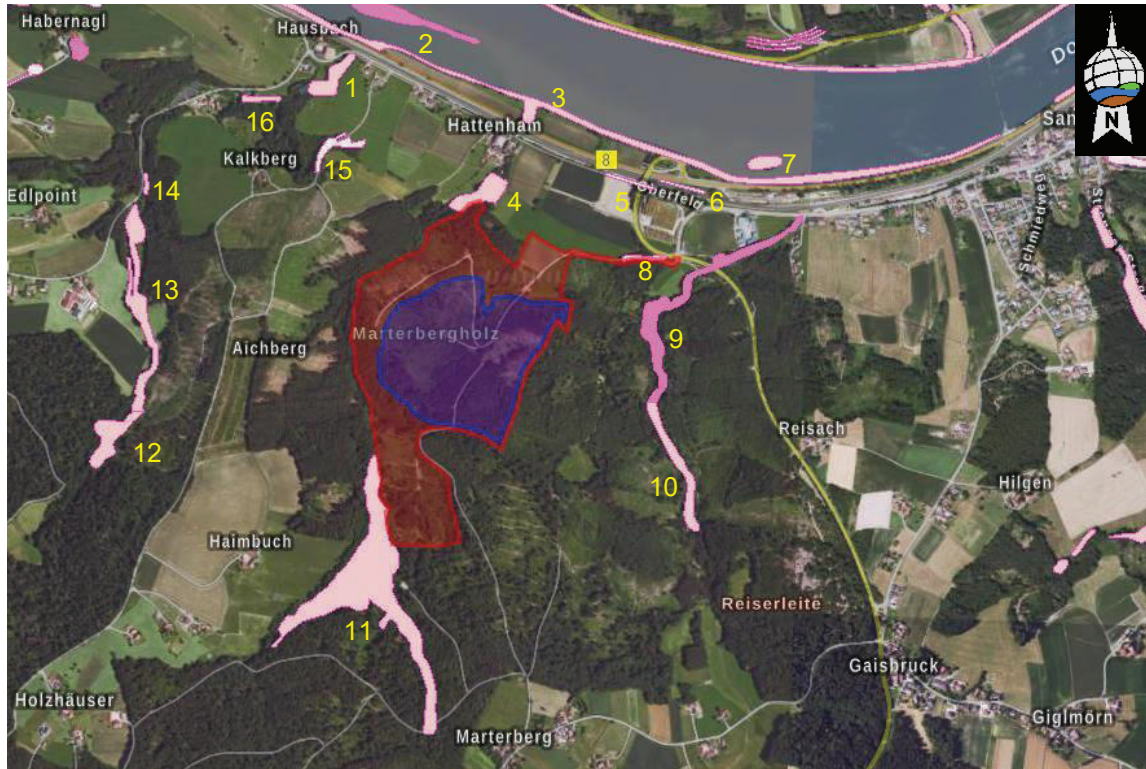 Habernagl
Hausbach
2
1
16
3
Hattenham
Kalkberg
15
8
7
14
Edlpoint
4
5
Oberfeld
6
Schmiedweg
13
8
Marterbergholz
9
Aichberg
12
10
Reisach
Hilgen
Haimbuch
11
Reiserleite
Gaisbruck
Holzhäuser
Marterberg
Giglmörn
N